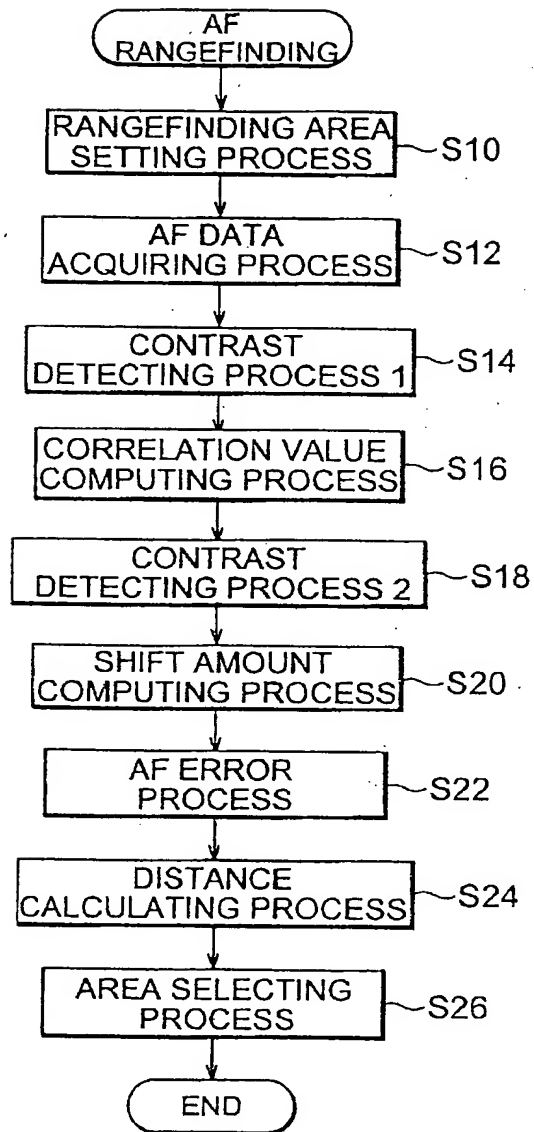 AF
RANGEFINDING
RANGEFINDING AREA
SETTING PROCESS
S10
AF DATA
ACQUIRING PROCESS
S12
CONTRAST
DETECTING PROCESS 1
S14
CORRELATION VALUE
COMPUTING PROCESS
S16
CONTRAST
DETECTING PROCESS 2
S18
SHIFT AMOUNT
COMPUTING PROCESS
S20
AF ERROR
PROCESS
S22
DISTANCE
CALCULATING PROCESS
S24
AREA SELECTING
PROCESS
S26
END